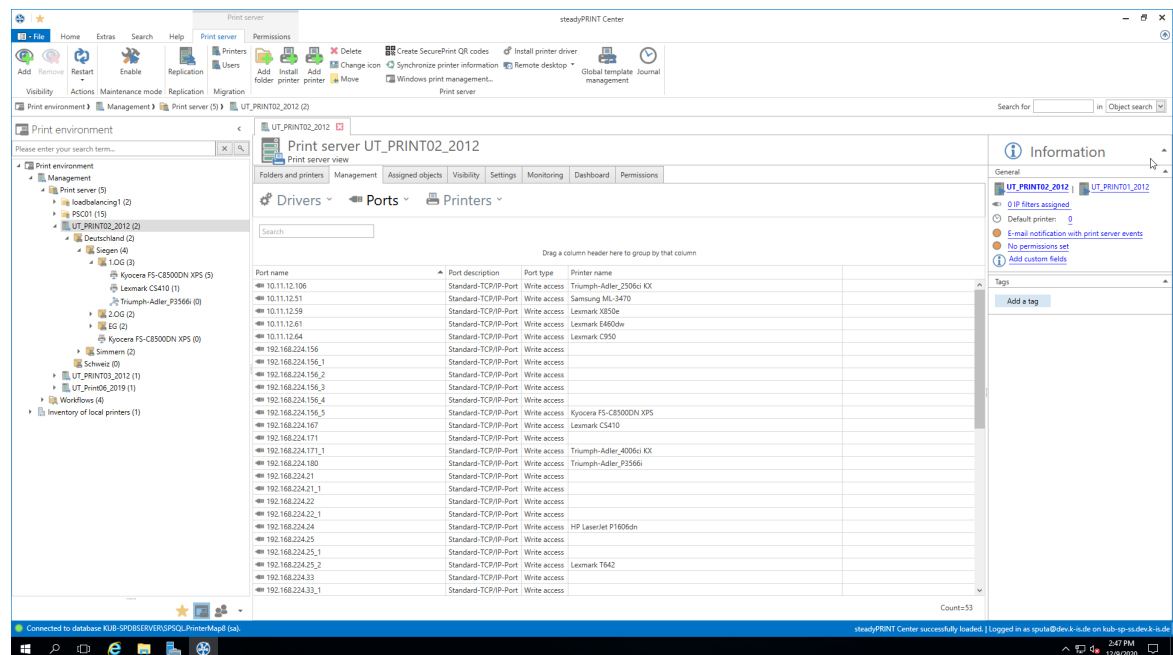 Print server
steadyPRINT Center
File Home Extras Search Help Print server Permissions
Add Remove Restart Enable Replication Printers Users Add folder Install printer Add printer Delete Change icon Move Create SecurePrint QR codes Synchronize printer information Windows print management... Install printer driver Remote desktop Global template management Journal
Visibility Actions Maintenance mode Replication Migration Print server
Print environment Management Print server (5) UT_PRINT02_2012 (2) Search for in Object search
Print environment
Please enter your search term...
Print environment
Management
Print server (5)
loadbalancing1 (2)
PSC01 (15)
UT_PRINT02_2012 (2)
Deutschland (2)
Siegen (4)
1.OG (3)
Kyocera FS-C8500DN XPS (5)
Lexmark CS410 (1)
Triumph-Adler_P3566i (0)
2.OG (2)
EG (2)
Kyocera FS-C8500DN XPS (0)
Simmern (2)
Schweiz (0)
UT_PRINT03_2012 (1)
UT_Print06_2019 (1)
Workflows (4)
Inventory of local printers (1)
UT_PRINT02_2012
Print server UT_PRINT02_2012
Print server view
Folders and printers Management Assigned objects Visibility Settings Monitoring Dashboard Permissions
Drivers Ports Printers
Search
Drag a column header here to group by that column
Port name Port description Port type Printer name
10.11.12.106 Standard-TCP/IP-Port Write access Triumph-Adler_2506ci KX
10.11.12.51 Standard-TCP/IP-Port Write access Samsung ML-3470
10.11.12.59 Standard-TCP/IP-Port Write access Lexmark X850e
10.11.12.61 Standard-TCP/IP-Port Write access Lexmark E460dw
10.11.12.64 Standard-TCP/IP-Port Write access Lexmark C950
192.168.224.156 Standard-TCP/IP-Port Write access
192.168.224.156_1 Standard-TCP/IP-Port Write access
192.168.224.156_2 Standard-TCP/IP-Port Write access
192.168.224.156_3 Standard-TCP/IP-Port Write access
192.168.224.156_4 Standard-TCP/IP-Port Write access
192.168.224.156_5 Standard-TCP/IP-Port Write access Kyocera FS-C8500DN XPS
192.168.224.167 Standard-TCP/IP-Port Write access Lexmark CS410
192.168.224.171 Standard-TCP/IP-Port Write access
192.168.224.171_1 Standard-TCP/IP-Port Write access Triumph-Adler_4006ci KX
192.168.224.180 Standard-TCP/IP-Port Write access Triumph-Adler_P3566i
192.168.224.21 Standard-TCP/IP-Port Write access
192.168.224.21_1 Standard-TCP/IP-Port Write access
192.168.224.22 Standard-TCP/IP-Port Write access
192.168.224.22_1 Standard-TCP/IP-Port Write access
192.168.224.24 Standard-TCP/IP-Port Write access HP LaserJet P1606dn
192.168.224.25 Standard-TCP/IP-Port Write access
192.168.224.25_1 Standard-TCP/IP-Port Write access
192.168.224.25_2 Standard-TCP/IP-Port Write access Lexmark T642
192.168.224.33 Standard-TCP/IP-Port Write access
192.168.224.33_1 Standard-TCP/IP-Port Write access
Count=53
Information
General
UT_PRINT02_2012 | UT_PRINT01_2012
0 IP filters assigned
Default printer: 0
E-mail notification with print server events
No permissions set
Add custom fields
Tags
Add a tag
Connected to database KUB-SPDBSERVER\SPSQL.PrinterMap8 (sa). steadyPRINT Center successfully loaded. | Logged in as sputa@dev.k-is.de on kub-sp-ss.dev.k-is.de
2:47 PM
12/9/2020